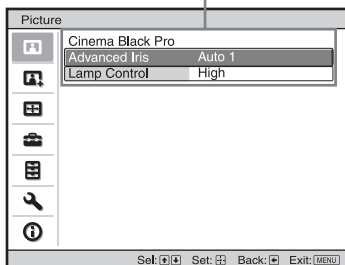 Picture
Cinema Black Pro
Advanced Iris Auto 1
Lamp Control High
Sel: Set: Back: Exit: MENU